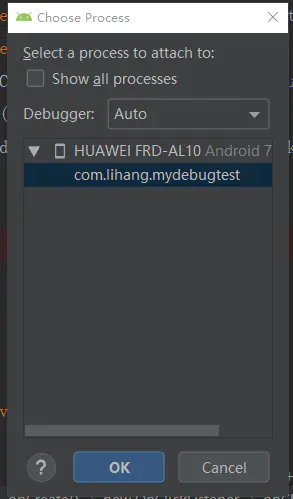 Choose Process
Select a process to attach to:
Show all processes
Debugger: Auto
HUAWEI FRD-AL10 Android 7
com.lihang.mydebugtest
? OK Cancel